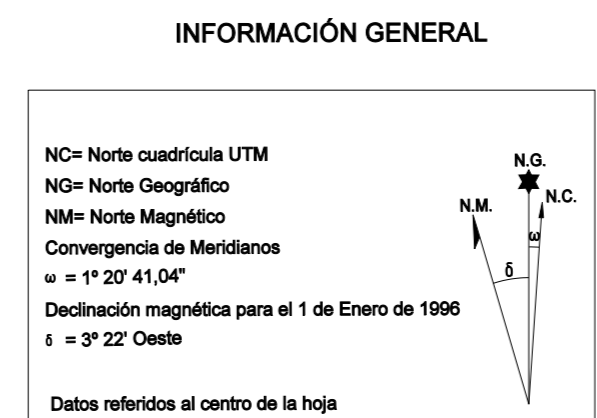 INFORMACIÓN GENERAL
NC= Norte cuadrícula UTM
NG= Norte Geográfico
NM= Norte Magnético
Convergencia de Meridianos
ω = 1º 20' 41,04"
Declinación magnética para el 1 de Enero de 1996
δ = 3º 22' Oeste
Datos referidos al centro de la hoja
N.G.
N.M.
N.C.
ω
δ